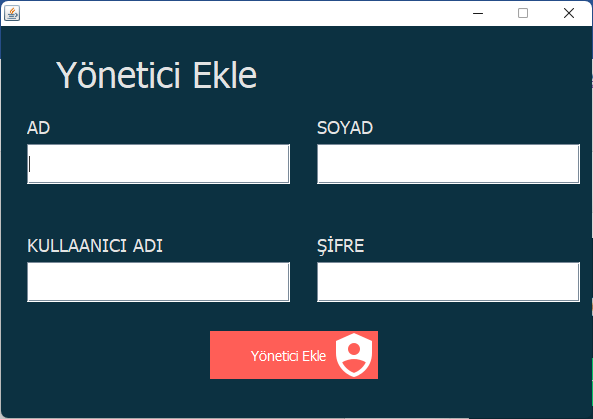 Yönetici Ekle
AD
SOYAD
KULLAANICI ADI
ŞİFRE
Yönetici Ekle